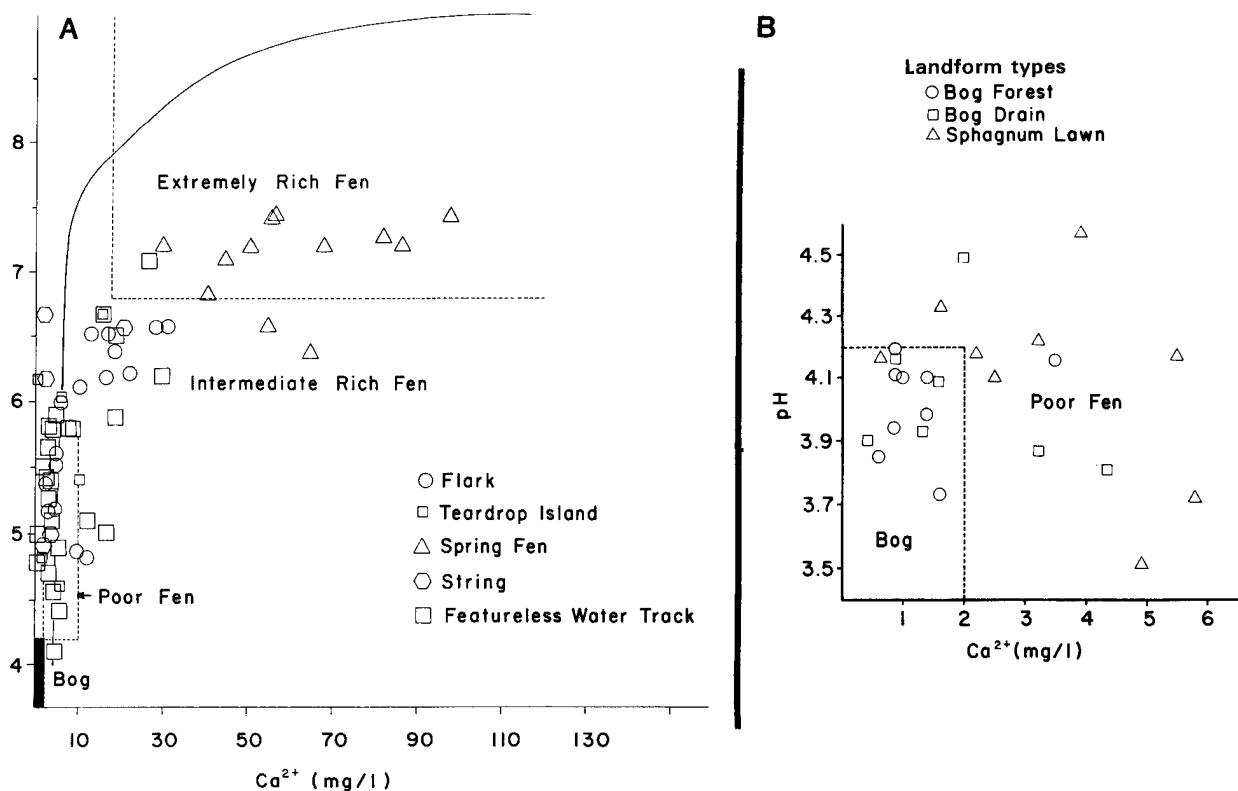 A
8
7
6
5
4
Extremely Rich Fen
Intermediate Rich Fen
Flark
Teardrop Island
Spring Fen
String
Featureless Water Track
Poor Fen
Bog
10 30 50 70 90 110 130
Ca²⁺ (mg/l)
B
Landform types
Bog Forest
Bog Drain
Sphagnum Lawn
pH
4.5
4.3
4.1
3.9
3.7
3.5
Poor Fen
Bog
1 2 3 4 5 6
Ca²⁺(mg/l)